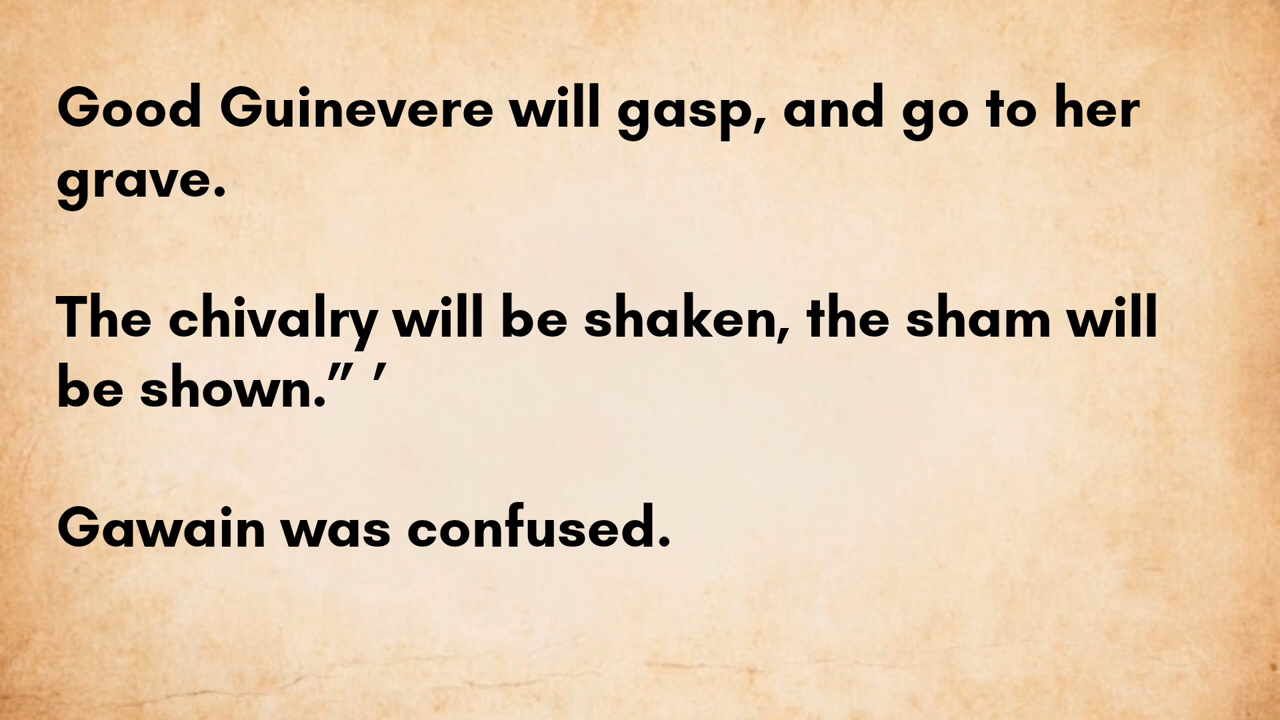 Good Guinevere will gasp, and go to her
grave.
The chivalry will be shaken, the sham will
be shown.” ’
Gawain was confused.